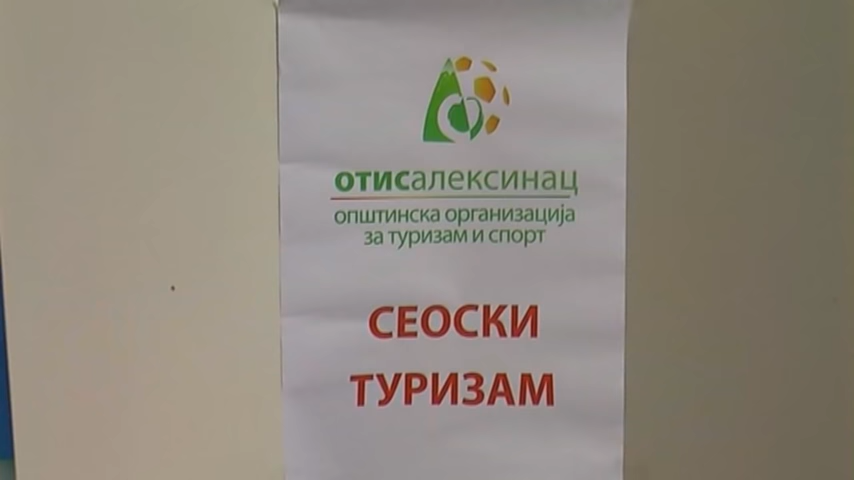 отисалексинац
општинска организација
за туризам и спорт
СЕОСКИ
ТУРИЗАМ